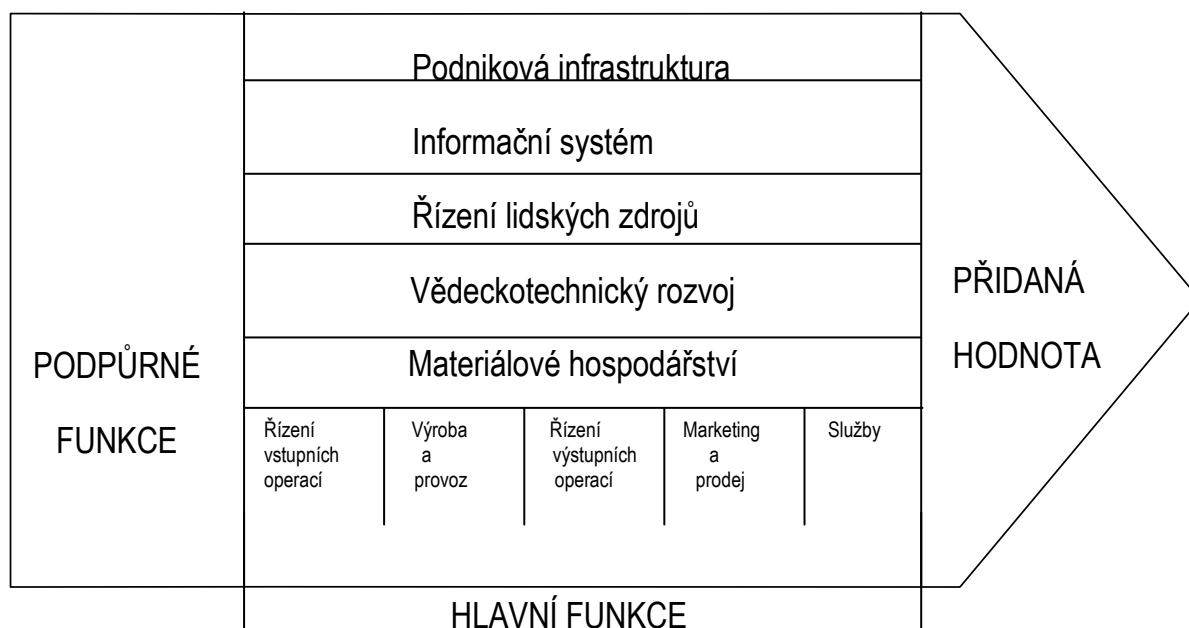 Podniková infrastruktura
Informační systém
Řízení lidských zdrojů
Vědeckotechnický rozvoj
Materiálové hospodářství
PODPŮRNÉ
FUNKCE
Řízení
vstupních
operací
Výroba
a
provoz
Řízení
výstupních
operací
Marketing
a
prodej
Služby
PŘIDANÁ
HODNOTA
HLAVNÍ FUNKCE